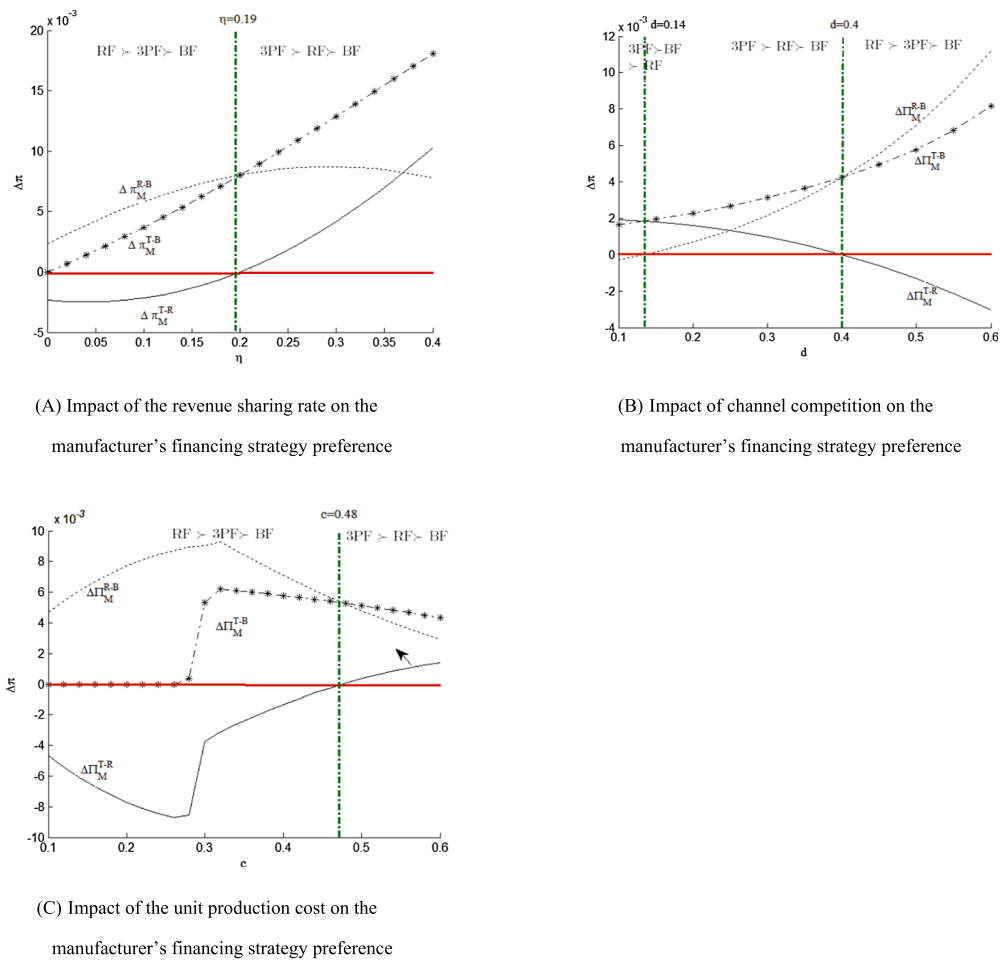 x 10^-3
η=0.19
20
RF ≻ 3PF≻ BF
3PF ≻ RF≻ BF
15
10
Δπ
5
0
-5
Δ π_M^R-B
Δ π_M^T-B
Δ π_M^T-R
0 0.05 0.1 0.15 0.2 0.25 0.3 0.35 0.4
η
(A) Impact of the revenue sharing rate on the
manufacturer's financing strategy preference
x 10^-3
d=0.14
d=0.4
12
3PF≻BF
≻ RF
3PF ≻ RF≻ BF
RF ≻ 3PF≻ BF
10
8
6
Δπ
4
2
0
-2
-4
ΔΠ_M^R-B
ΔΠ_M^T-B
ΔΠ_M^T-R
0.1 0.2 0.3 0.4 0.5 0.6
d
(B) Impact of channel competition on the
manufacturer's financing strategy preference
x 10^-3
c=0.48
10
RF ≻ 3PF≻ BF
3PF ≻ RF≻ BF
8
6
4
2
Δπ
0
-2
-4
-6
-8
-10
ΔΠ_M^R-B
ΔΠ_M^T-B
ΔΠ_M^T-R
0.1 0.2 0.3 0.4 0.5 0.6
c
(C) Impact of the unit production cost on the
manufacturer's financing strategy preference